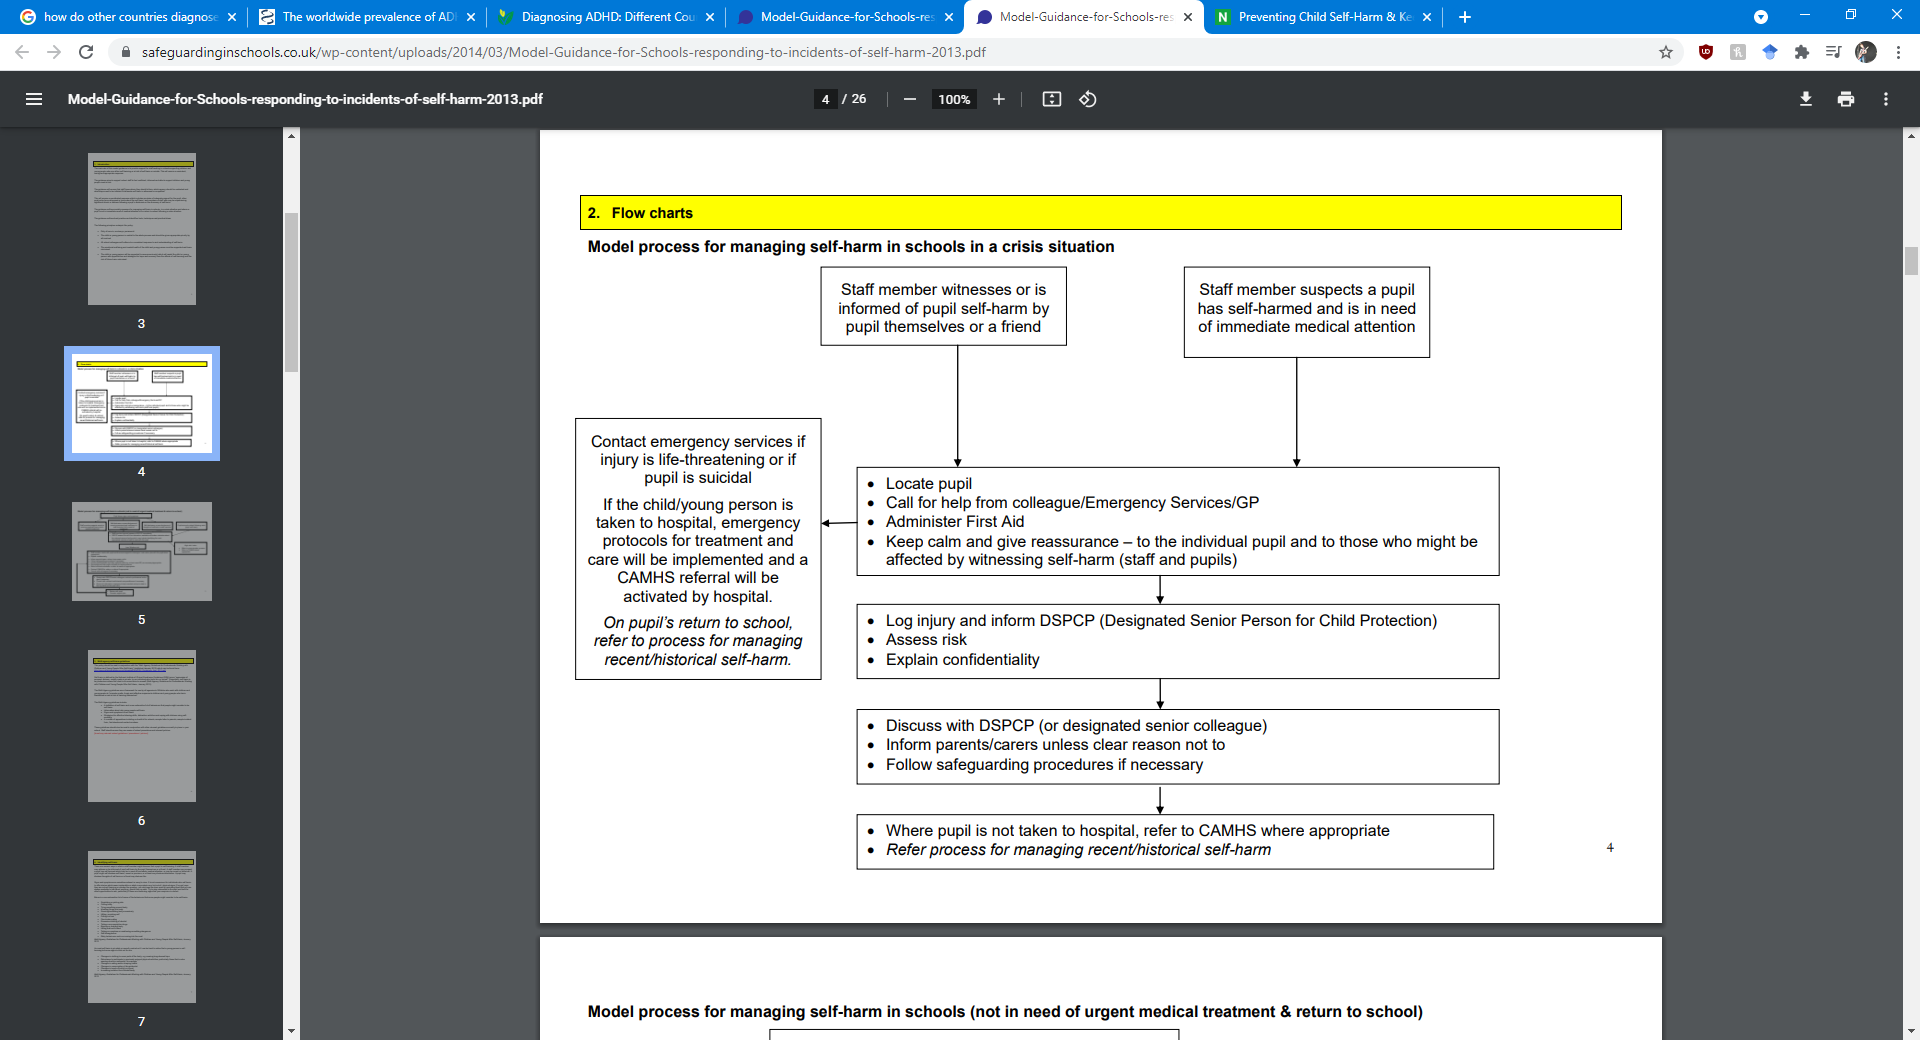 how do other countries diagnose
The worldwide prevalence of AD
Diagnosing ADHD: Different Cou
Model-Guidance-for-Schools-res
Model-Guidance-for-Schools-res
Preventing Child Self-Harm & Ke
safeguardinginschools.co.uk/wp-content/uploads/2014/03/Model-Guidance-for-Schools-responding-to-incidents-of-self-harm-2013.pdf
Model-Guidance-for-Schools-responding-to-incidents-of-self-harm-2013.pdf
4 / 26
100%
3
4
5
6
7
2. Flow charts
Model process for managing self-harm in schools in a crisis situation
Staff member witnesses or is
informed of pupil self-harm by
pupil themselves or a friend
Staff member suspects a pupil
has self-harmed and is in need
of immediate medical attention
Contact emergency services if
injury is life-threatening or if
pupil is suicidal
If the child/young person is
taken to hospital, emergency
protocols for treatment and
care will be implemented and a
CAMHS referral will be
activated by hospital.
On pupil's return to school,
refer to process for managing
recent/historical self-harm.
• Locate pupil
• Call for help from colleague/Emergency Services/GP
• Administer First Aid
• Keep calm and give reassurance – to the individual pupil and to those who might be
affected by witnessing self-harm (staff and pupils)
• Log injury and inform DSPCP (Designated Senior Person for Child Protection)
• Assess risk
• Explain confidentiality
• Discuss with DSPCP (or designated senior colleague)
• Inform parents/carers unless clear reason not to
• Follow safeguarding procedures if necessary
• Where pupil is not taken to hospital, refer to CAMHS where appropriate
• Refer process for managing recent/historical self-harm
4
Model process for managing self-harm in schools (not in need of urgent medical treatment & return to school)